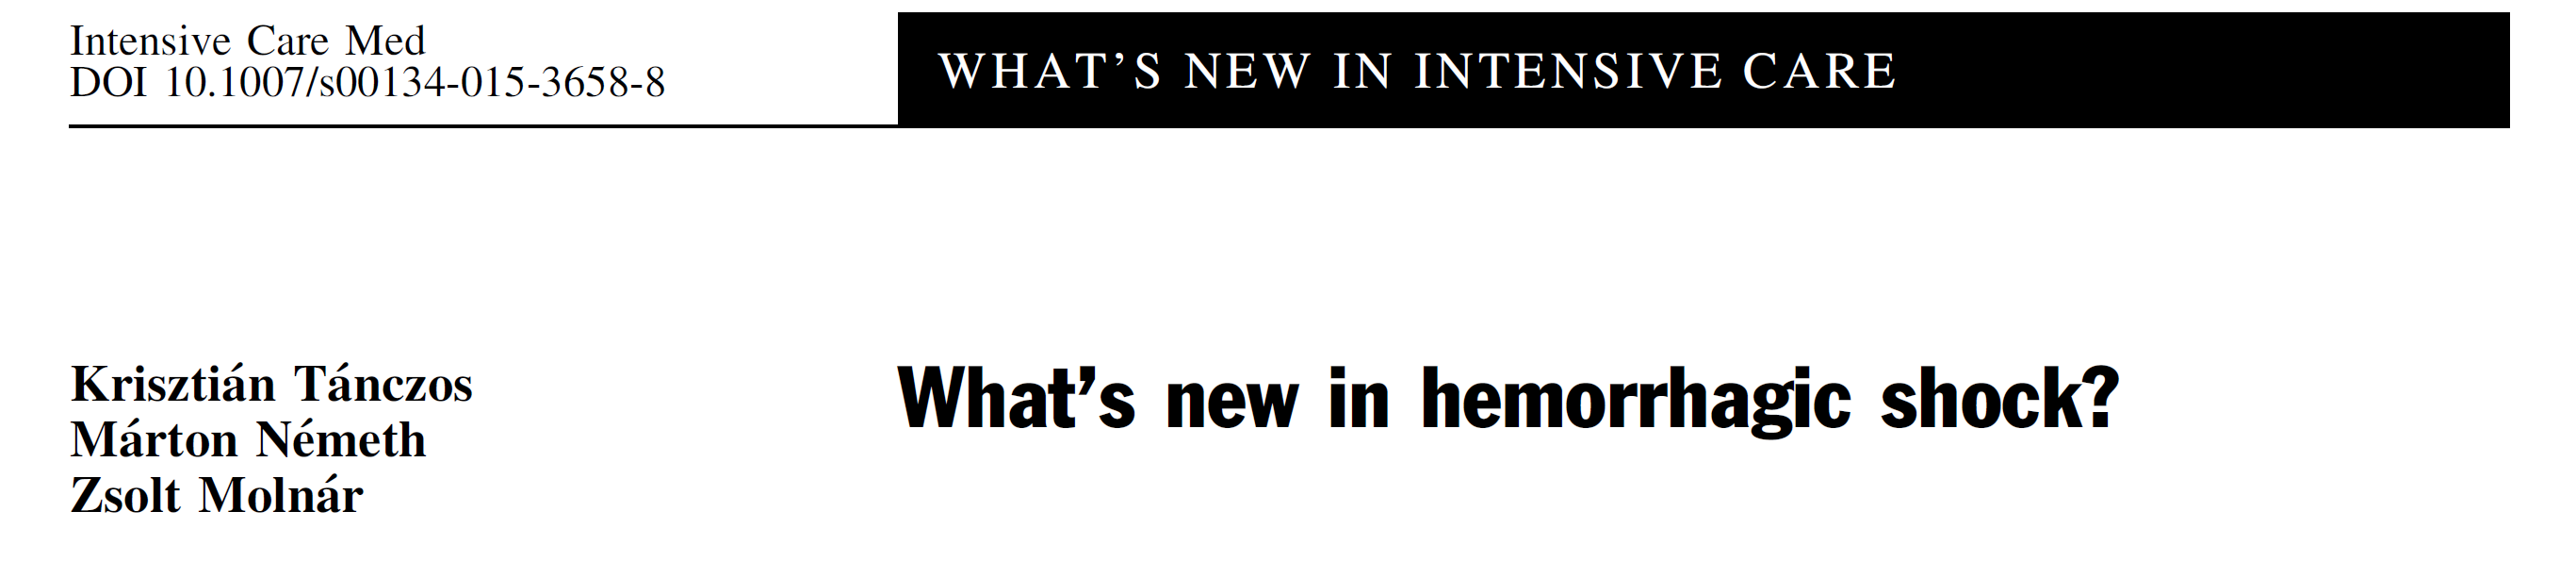 Intensive Care Med
DOI 10.1007/s00134-015-3658-8
WHAT’S NEW IN INTENSIVE CARE
Krisztián Tánczos
Márton Németh
Zsolt Molnár
What’s new in hemorrhagic shock?